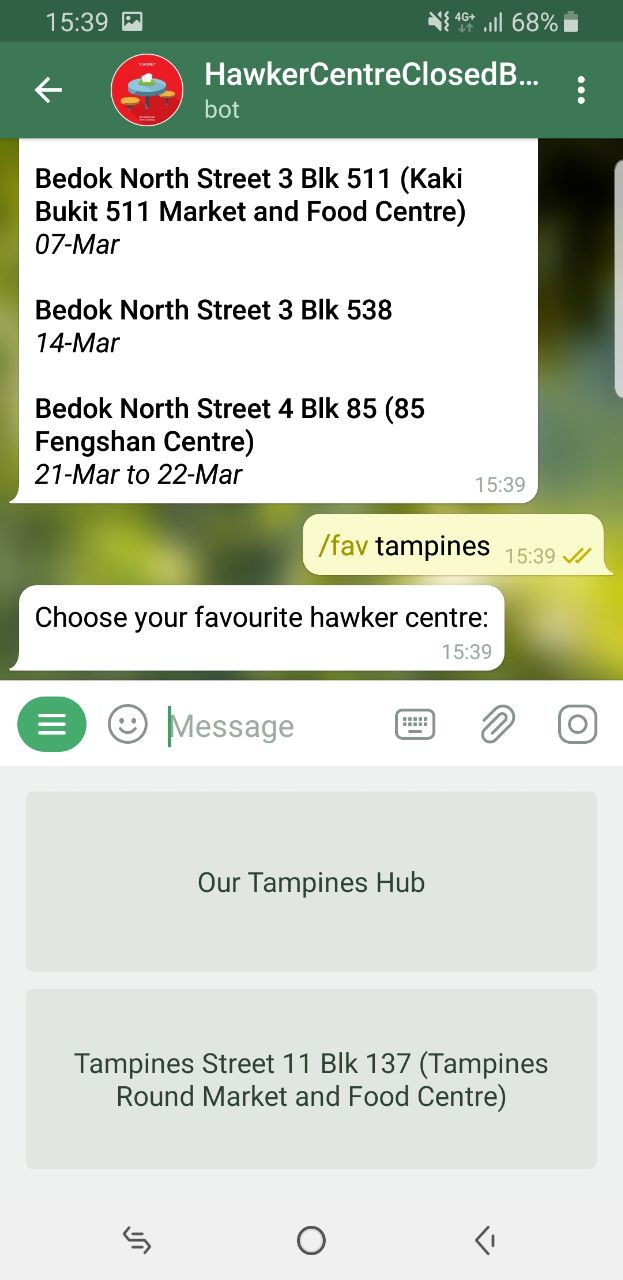 15:39
4G+
68%
HawkerCentreClosedB...
bot
Bedok North Street 3 Blk 511 (Kaki
Bukit 511 Market and Food Centre)
07-Mar
Bedok North Street 3 Blk 538
14-Mar
Bedok North Street 4 Blk 85 (85
Fengshan Centre)
21-Mar to 22-Mar
15:39
/fav tampines 15:39
Choose your favourite hawker centre:
15:39
Message
Our Tampines Hub
Tampines Street 11 Blk 137 (Tampines
Round Market and Food Centre)